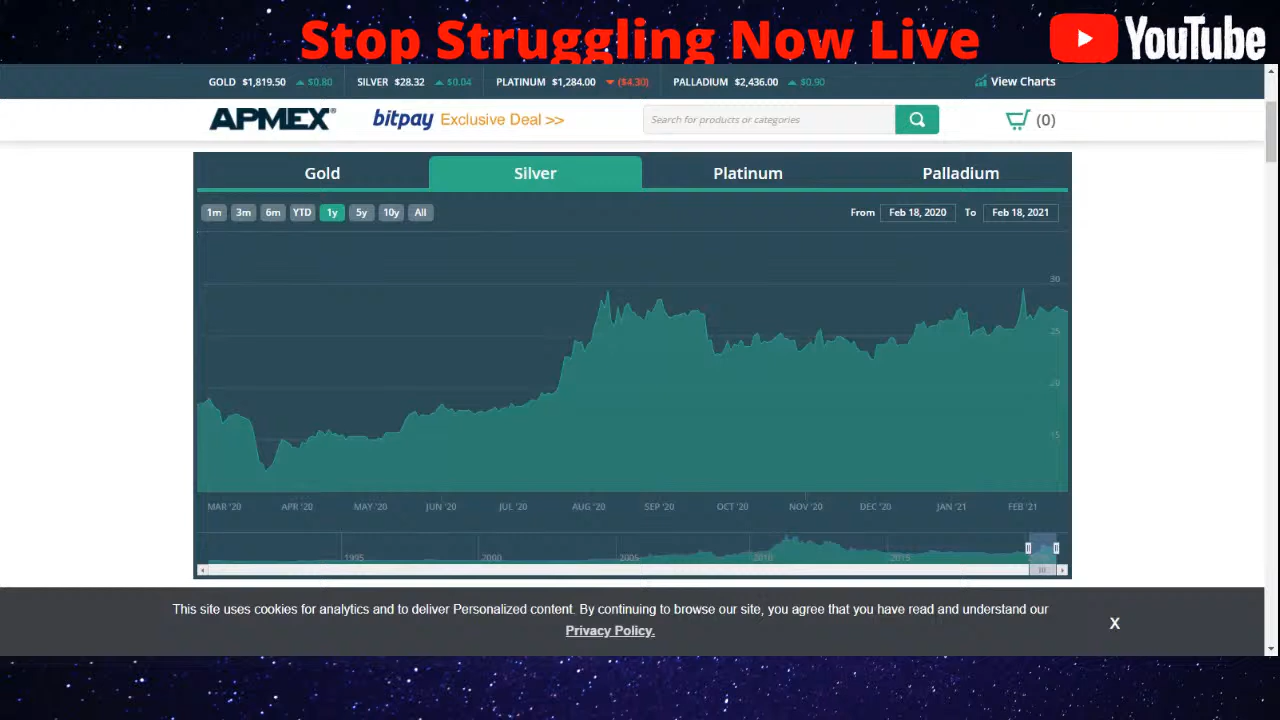 Stop Struggling Now Live
YouTube
GOLD $1,819.50 $0.80 SILVER $28.32 $0.04 PLATINUM $1,284.00 ($4.30) PALLADIUM $2,436.00 $0.90 View Charts
APMEX® bitpay Exclusive Deal >> Search for products or categories (0)
Gold Silver Platinum Palladium
1m 3m 6m YTD 1y 5y 10y All From Feb 18, 2020 To Feb 18, 2021
30
25
20
15
MAR '20 APR '20 MAY '20 JUN '20 JUL '20 AUG '20 SEP '20 OCT '20 NOV '20 DEC '20 JAN '21 FEB '21
1995 2000 2005 2010 2015
This site uses cookies for analytics and to deliver Personalized content. By continuing to browse our site, you agree that you have read and understand our
Privacy Policy.
X